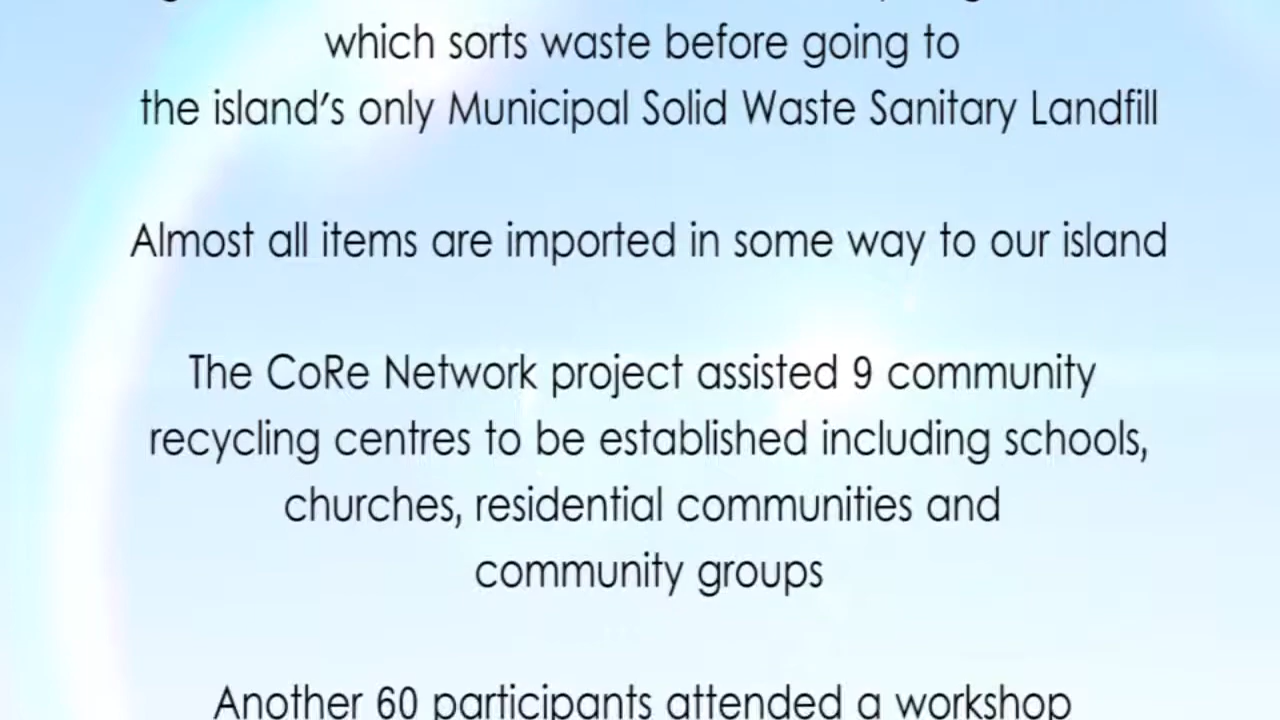 which sorts waste before going to
the island's only Municipal Solid Waste Sanitary Landfill
Almost all items are imported in some way to our island
The CoRe Network project assisted 9 community
recycling centres to be established including schools,
churches, residential communities and
community groups
Another 60 participants attended a workshop